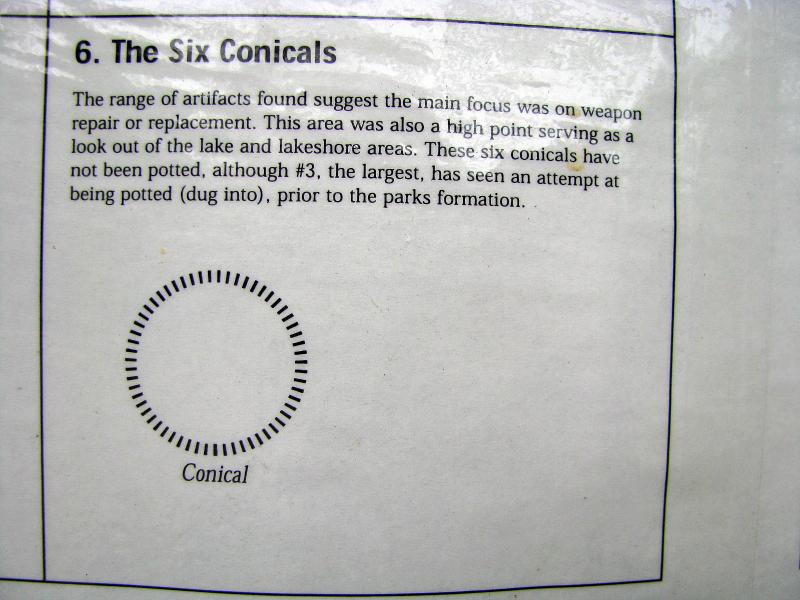 6. The Six Conicals
The range of artifacts found suggest the main focus was on weapon
repair or replacement. This area was also a high point serving as a
look out of the lake and lakeshore areas. These six conicals have
not been potted, although #3, the largest, has seen an attempt at
being potted (dug into), prior to the parks formation.
Conical